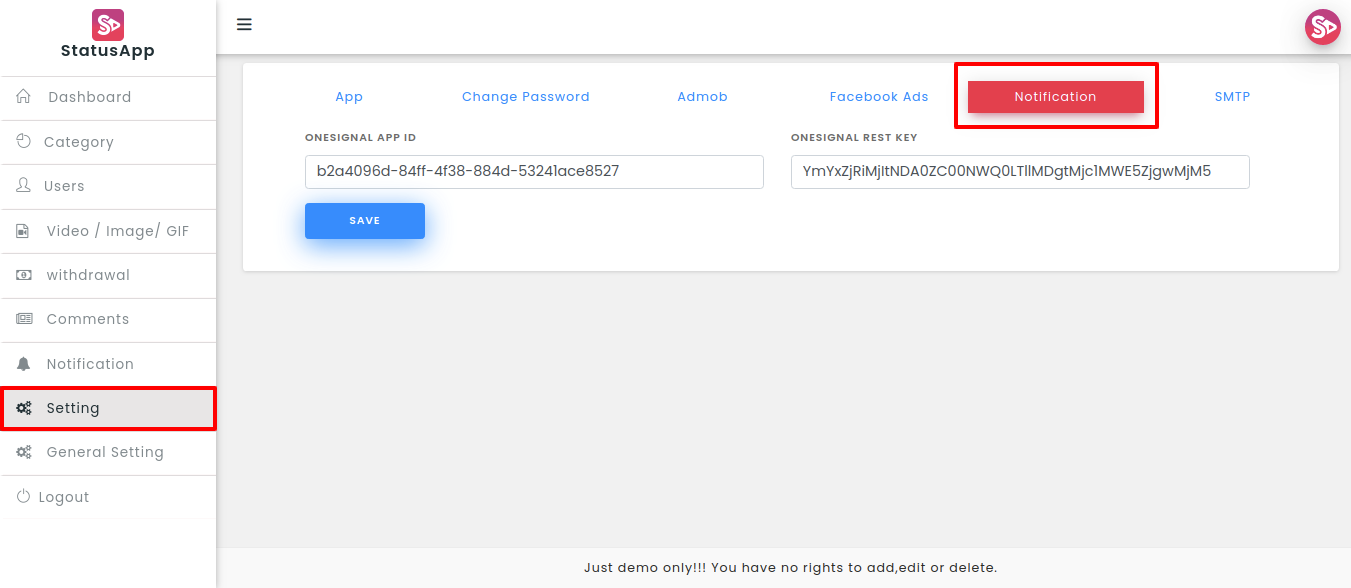 StatusApp
Dashboard
Category
Users
Video / Image/ GIF
withdrawal
Comments
Notification
Setting
General Setting
Logout
App Change Password Admob Facebook Ads Notification SMTP
ONESIGNAL APP ID ONESIGNAL REST KEY
b2a4096d-84ff-4f38-884d-53241ace8527 YmYxZjRiMjItNDA0ZC00NWQ0LTllMDgtMjc1MWE5ZjgwMjM5
SAVE
Just demo only!!! You have no rights to add,edit or delete.